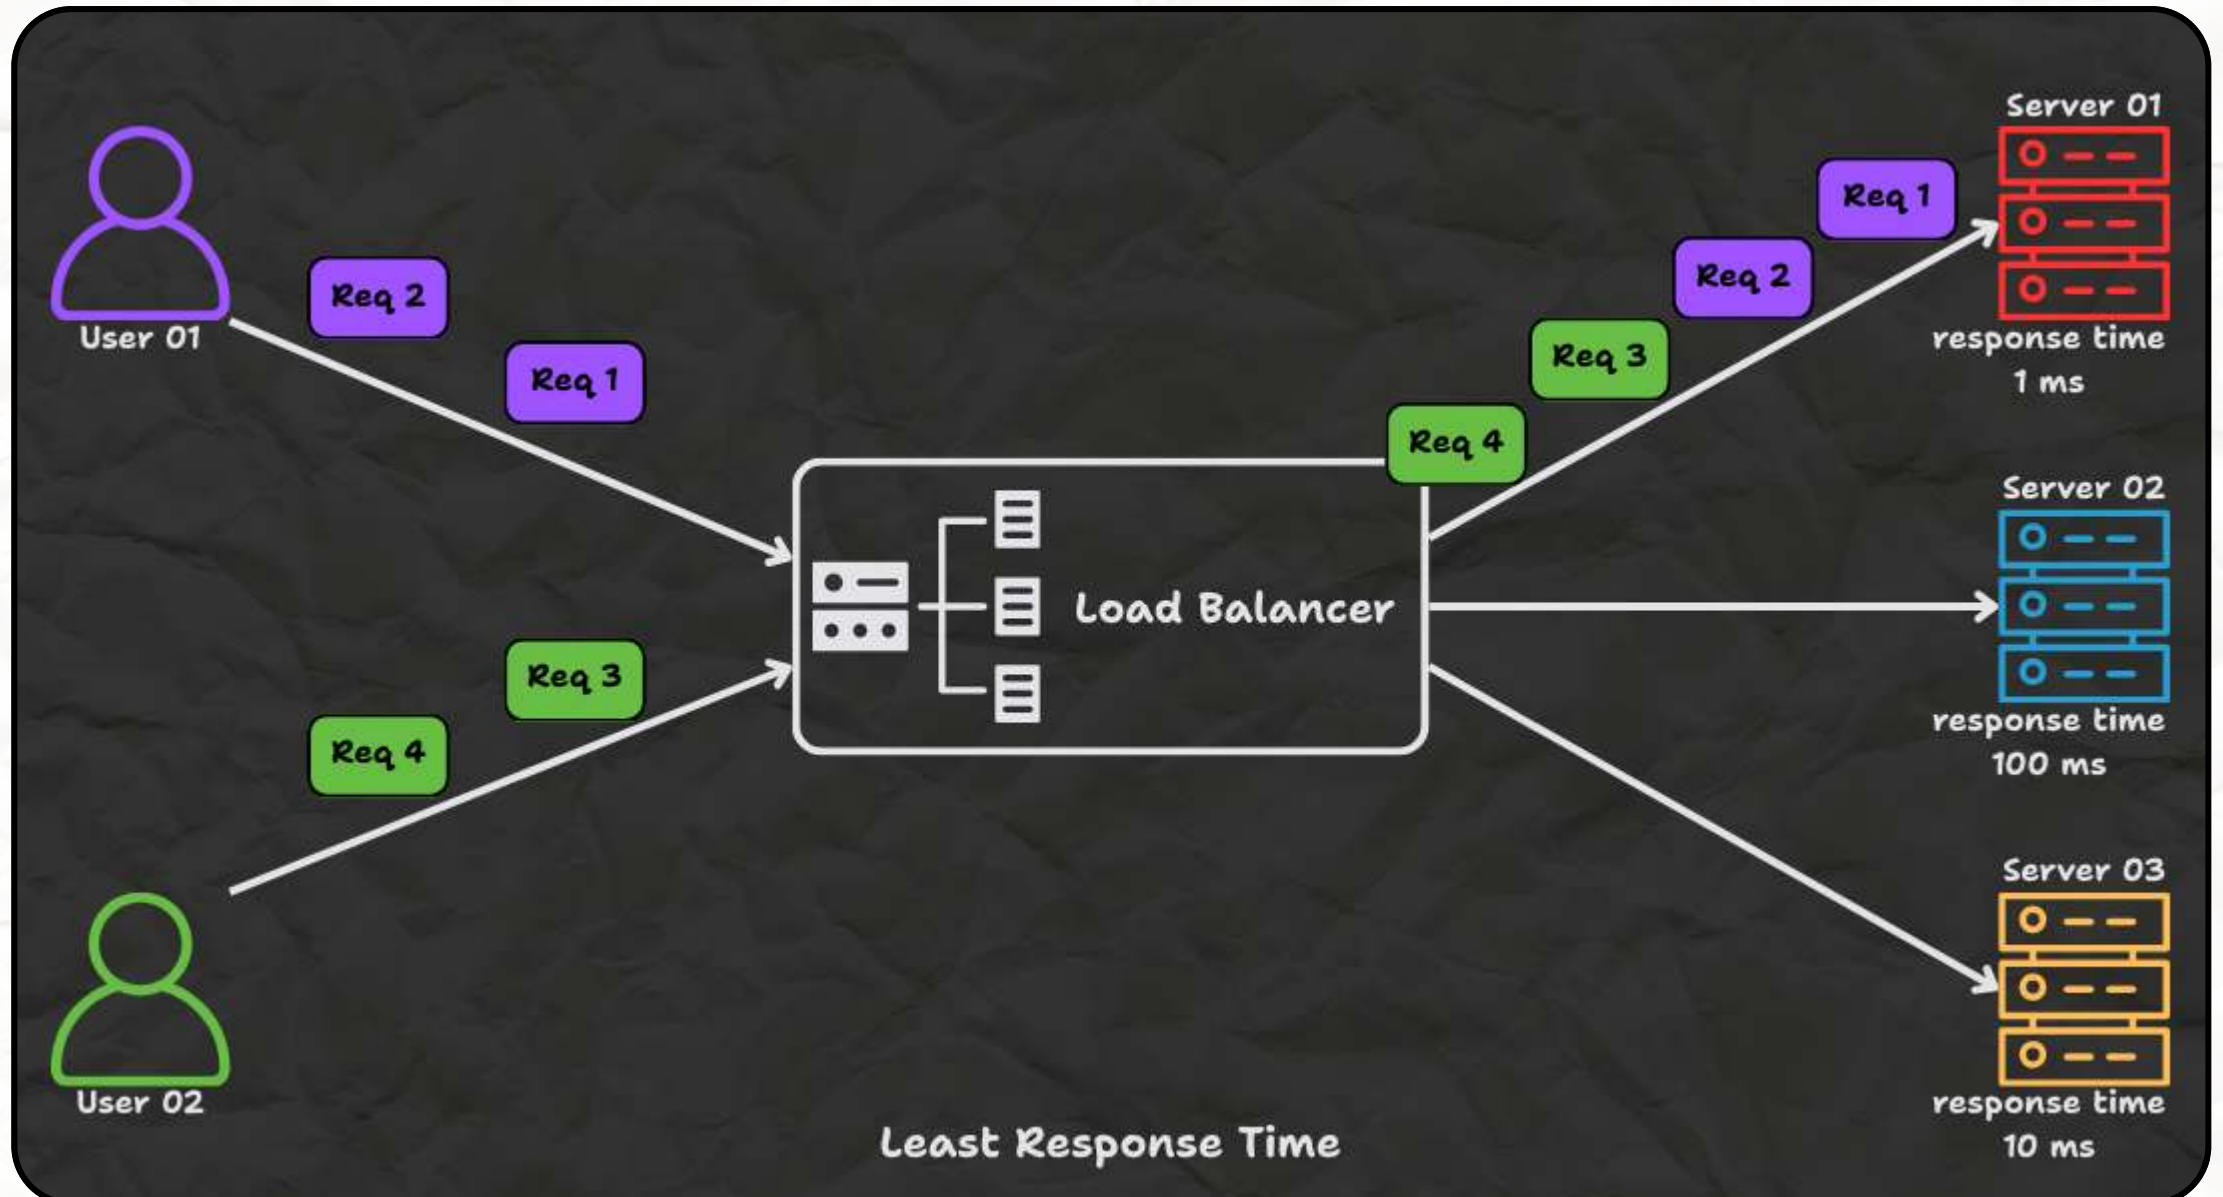 Server 01
Req 1
Req 2
Req 2
User 01
response time
1 ms
Req 1
Req 3
Req 4
Server 02
Load Balancer
Req 3
response time
100 ms
Req 4
Server 03
User 02
response time
10 ms
Least Response Time